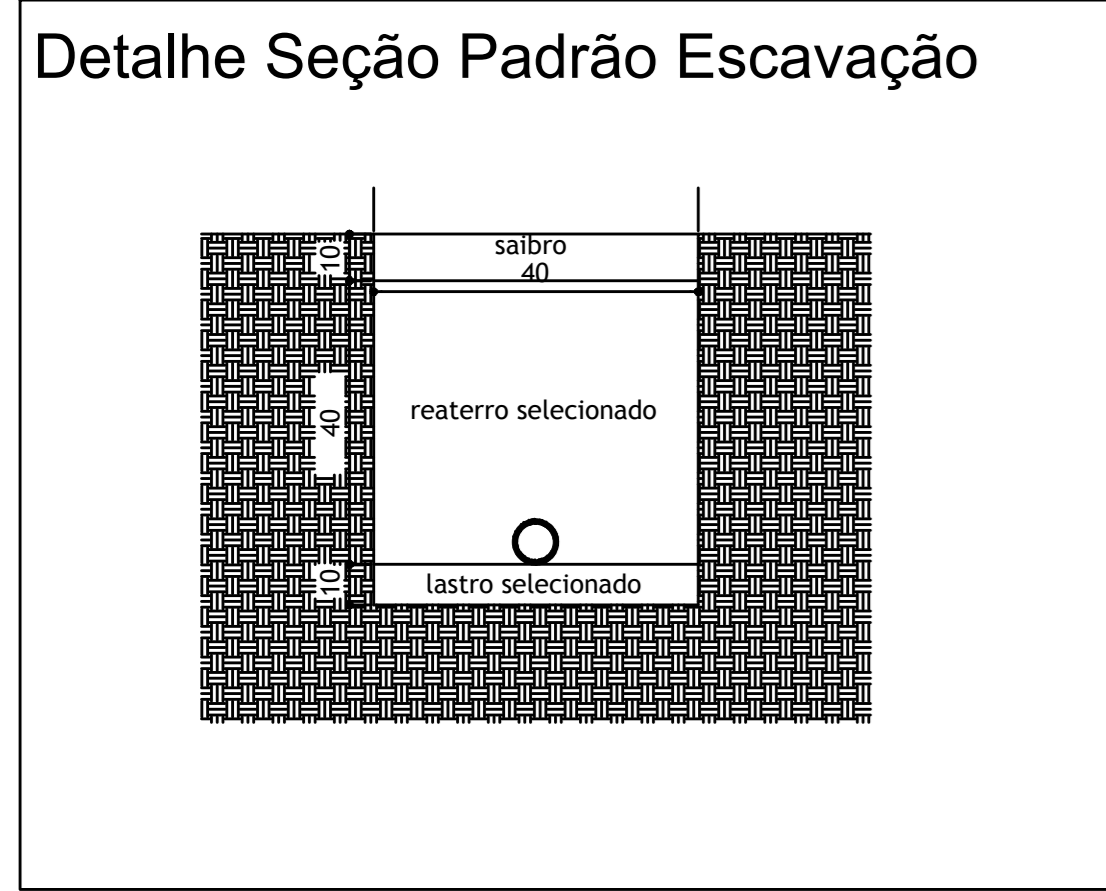 Detalhe Seção Padrão Escavação
10
saibro
40
40
reaterro selecionado
10
lastro selecionado